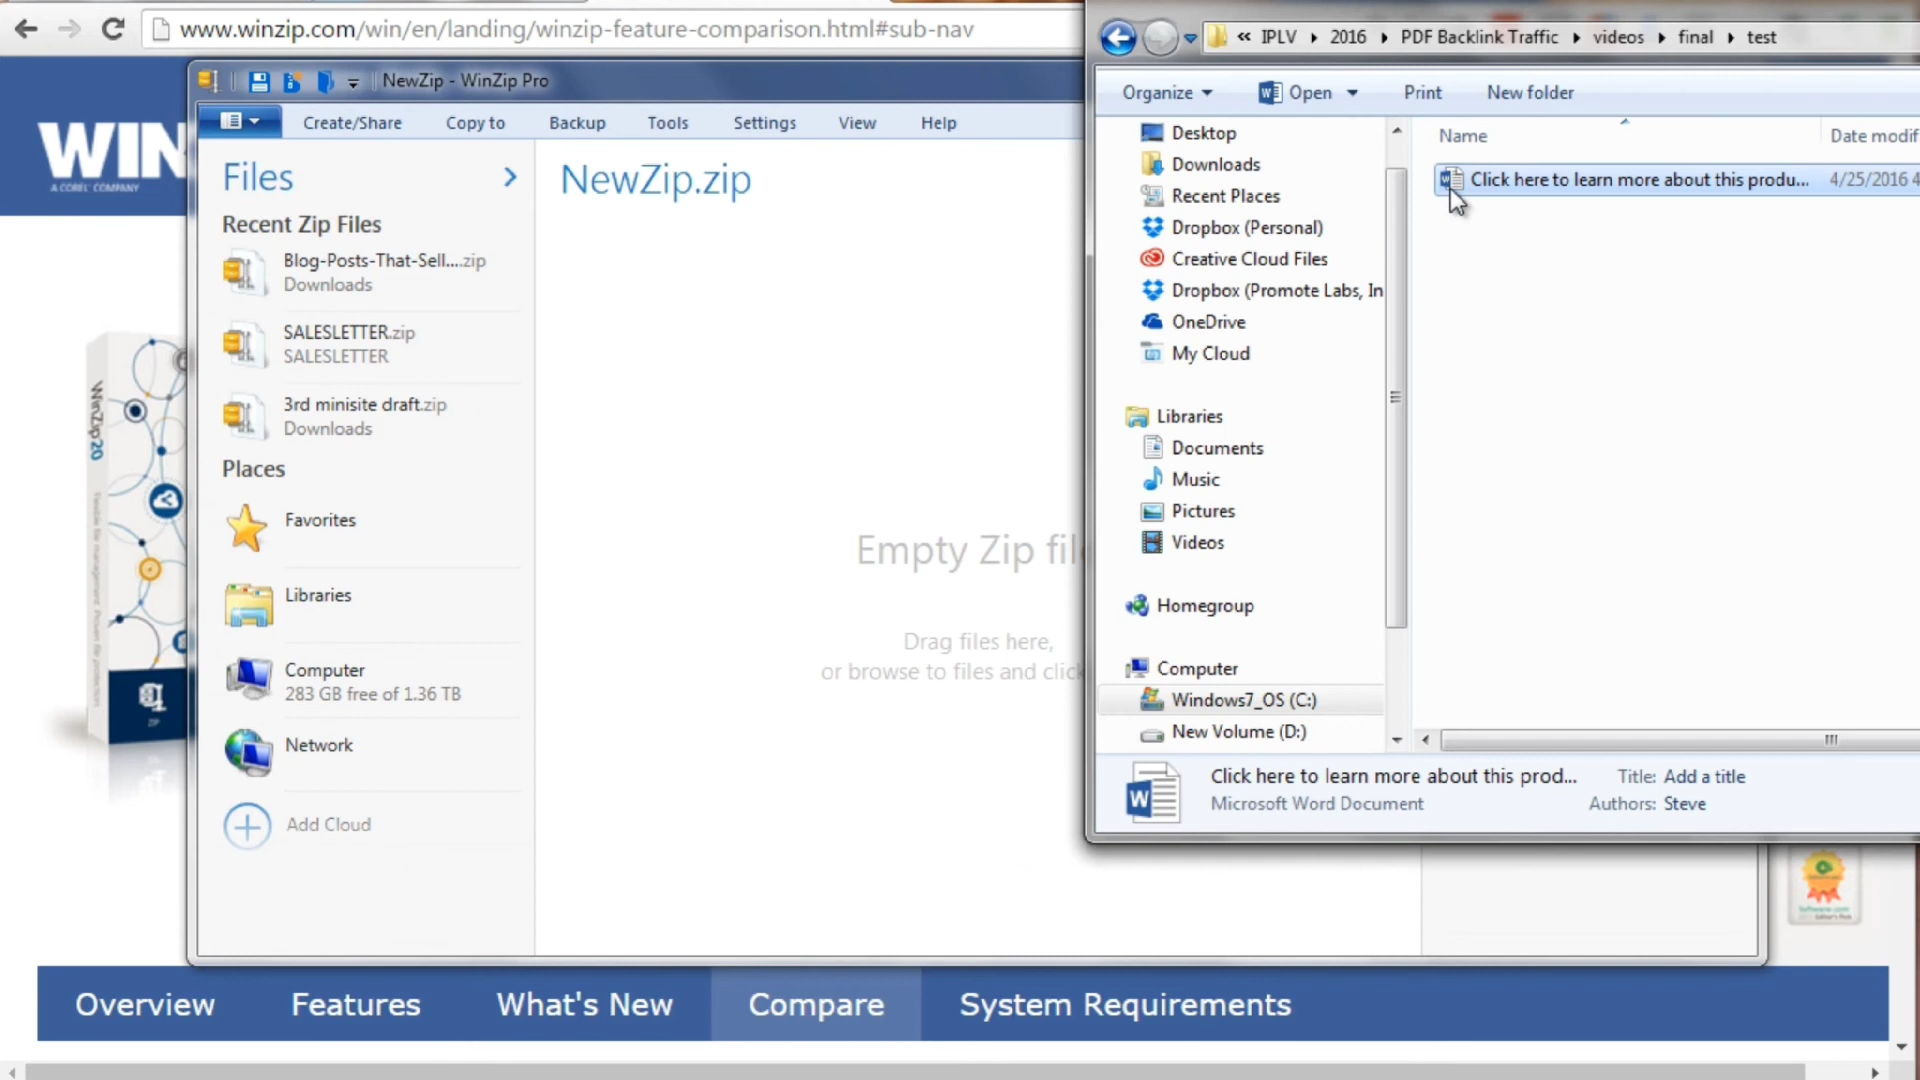 www.winzip.com/win/en/landing/winzip-feature-comparison.html#sub-nav
WIN
A COREL COMPANY
WinZip 20
NewZip - WinZip Pro
Create/Share Copy to Backup Tools Settings View Help
Files
NewZip.zip
Recent Zip Files
Blog-Posts-That-Sell....zip
Downloads
SALESLETTER.zip
SALESLETTER
3rd minisite draft.zip
Downloads
Places
Favorites
Libraries
Computer
283 GB free of 1.36 TB
Network
Add Cloud
Empty Zip fil
Drag files here,
or browse to files and click
« IPLV 2016 PDF Backlink Traffic videos final test
Organize Open Print New folder
Name Date modif
Click here to learn more about this produ... 4/25/2016 4
Desktop
Downloads
Recent Places
Dropbox (Personal)
Creative Cloud Files
Dropbox (Promote Labs, In
OneDrive
My Cloud
Libraries
Documents
Music
Pictures
Videos
Homegroup
Computer
Windows7_OS (C:)
New Volume (D:)
Click here to learn more about this prod... Title: Add a title
Microsoft Word Document Authors: Steve
Overview Features What's New Compare System Requirements